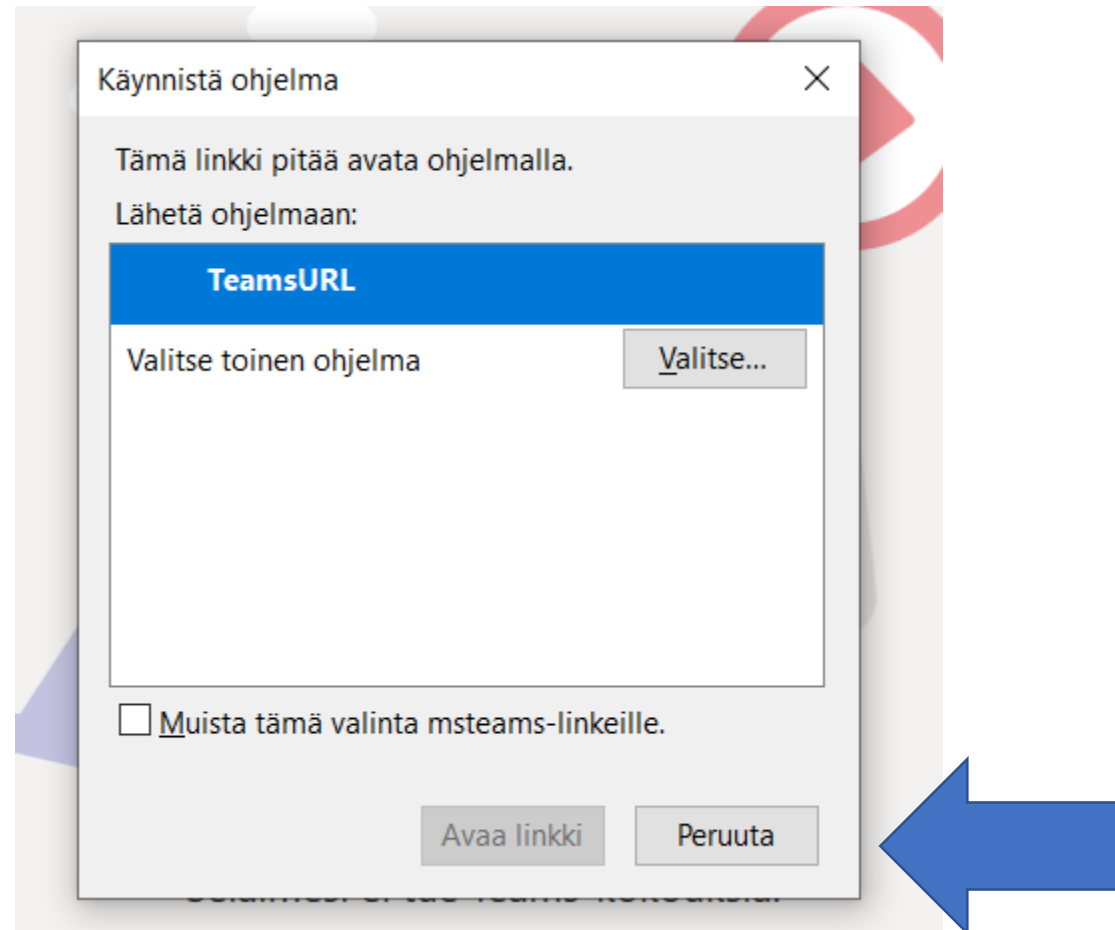 Käynnistä ohjelma
Tämä linkki pitää avata ohjelmalla.
Lähetä ohjelmaan:
TeamsURL
Valitse toinen ohjelma Valitse...
Muista tämä valinta msteams-linkeille.
Avaa linkki Peruuta